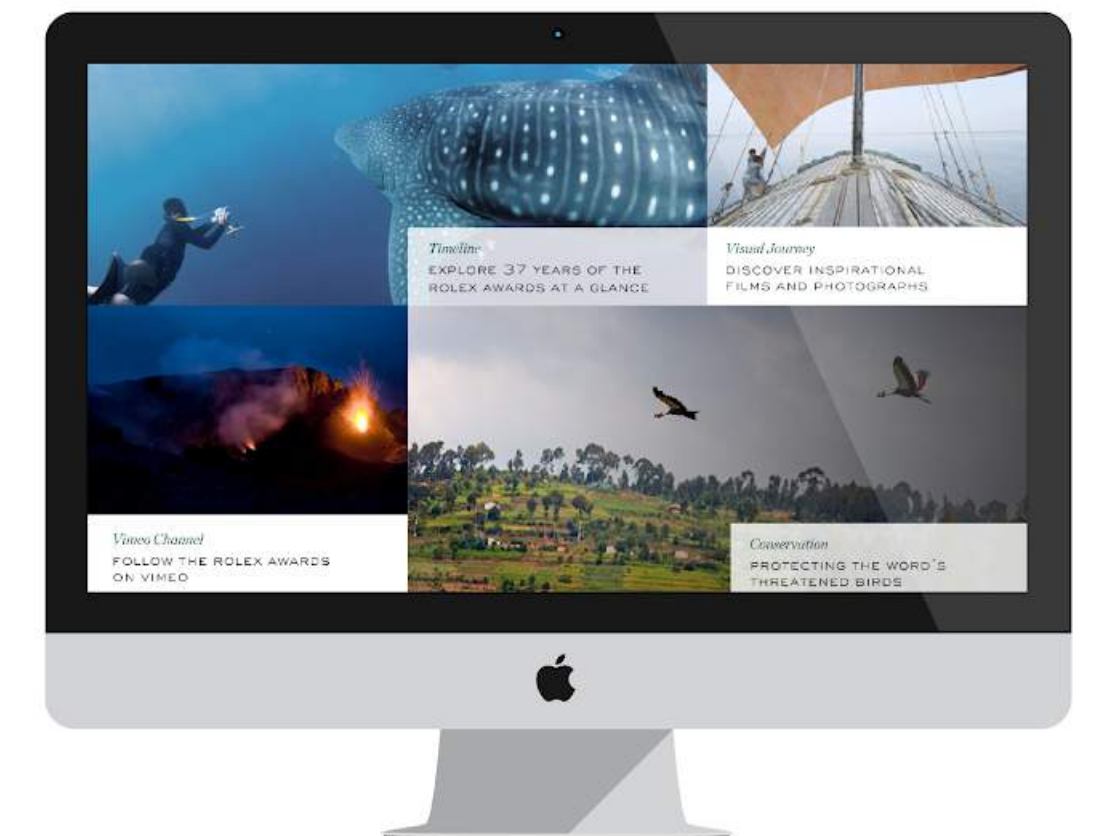 Timeline
EXPLORE 37 YEARS OF THE
ROLEX AWARDS AT A GLANCE
Visual Journey
DISCOVER INSPIRATIONAL
FILMS AND PHOTOGRAPHS
Vimeo Channel
FOLLOW THE ROLEX AWARDS
ON VIMEO
Conservation
PROTECTING THE WORD'S
THREATENED BIRDS